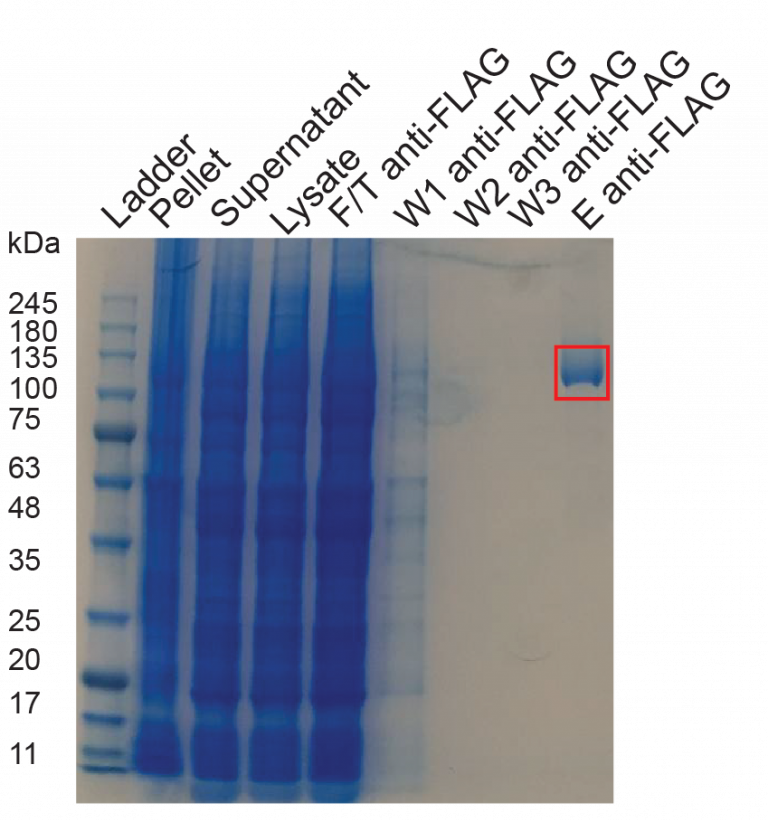 Ladder
Pellet
Supernatant
Lysate
F/T anti-FLAG
W1 anti-FLAG
W2 anti-FLAG
W3 anti-FLAG
E anti-FLAG
kDa
245
180
135
100
75
63
48
35
25
20
17
11